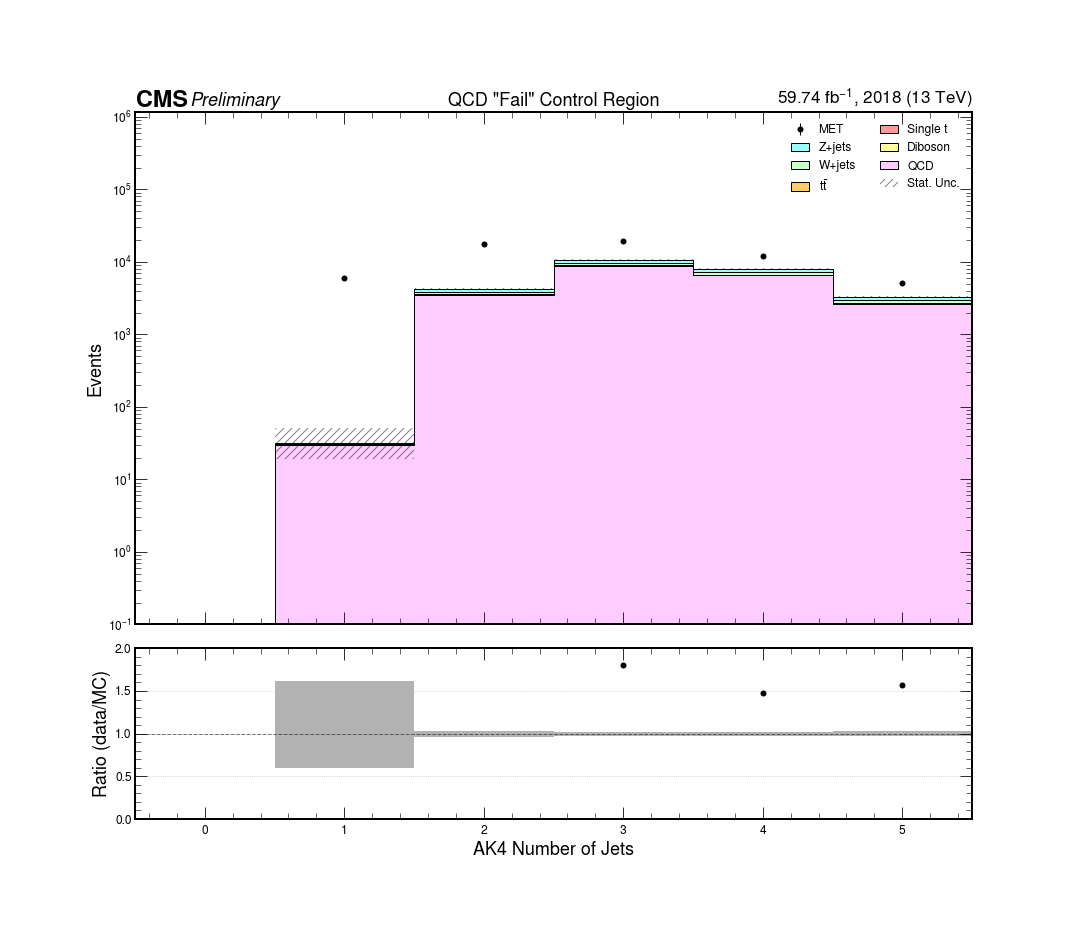 CMS Preliminary QCD "Fail" Control Region 59.74 fb⁻¹, 2018 (13 TeV)
MET Single t
Z+jets Diboson
W+jets QCD
tt̄ Stat. Unc.
10⁶
10⁵
10⁴
10³
10²
10¹
10⁰
10⁻¹
Events
2.0
1.5
1.0
0.5
0.0
Ratio (data/MC)
0 1 2 3 4 5
AK4 Number of Jets